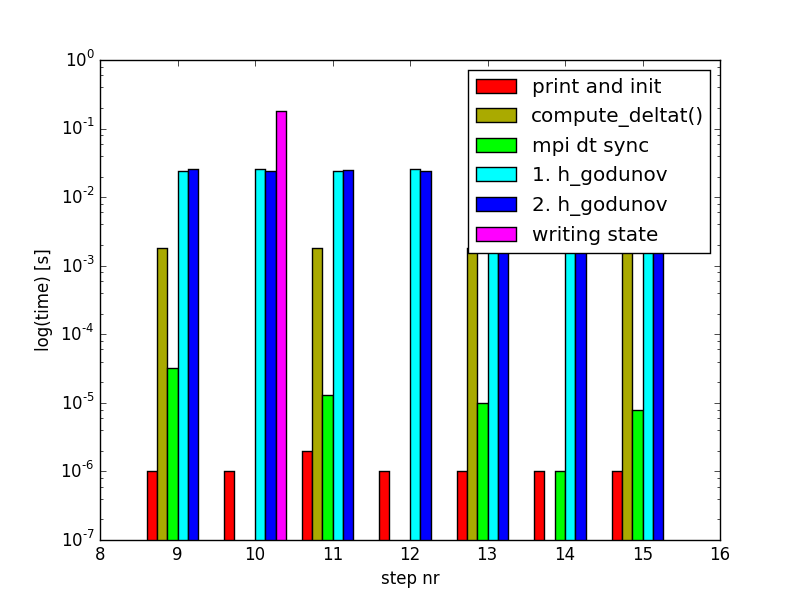 10^0
10^-1
10^-2
10^-3
10^-4
10^-5
10^-6
10^-7
log(time) [s]
print and init
compute_deltat()
mpi dt sync
1. h_godunov
2. h_godunov
writing state
8 9 10 11 12 13 14 15 16
step nr